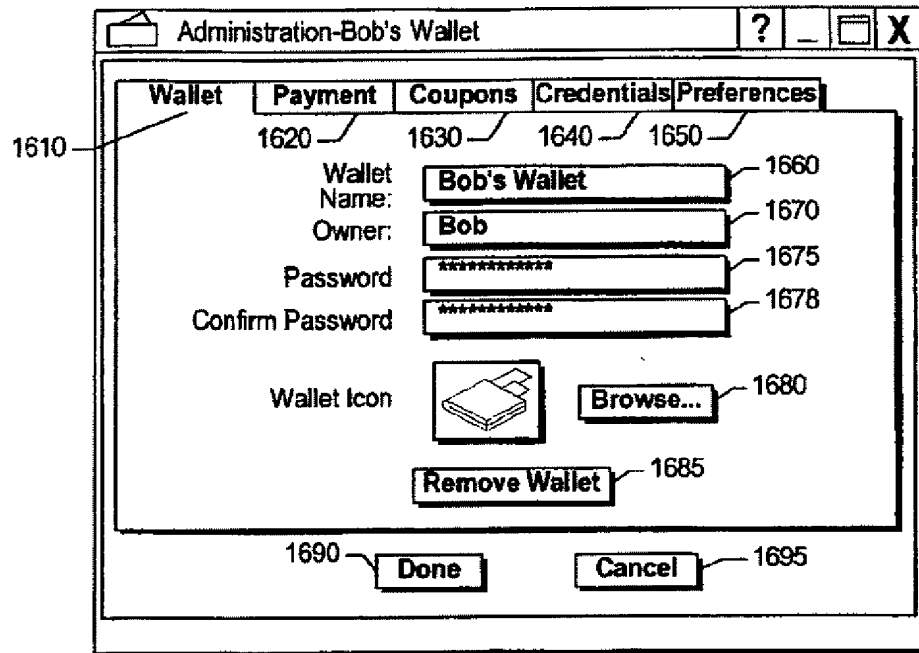 Administration-Bob's Wallet ? _ X
Wallet Payment Coupons Credentials Preferences
1610 1620 1630 1640 1650
Wallet Name: Bob's Wallet 1660
Owner: Bob 1670
Password ************ 1675
Confirm Password ************ 1678
Wallet Icon Browse... 1680
Remove Wallet 1685
1690 Done Cancel 1695